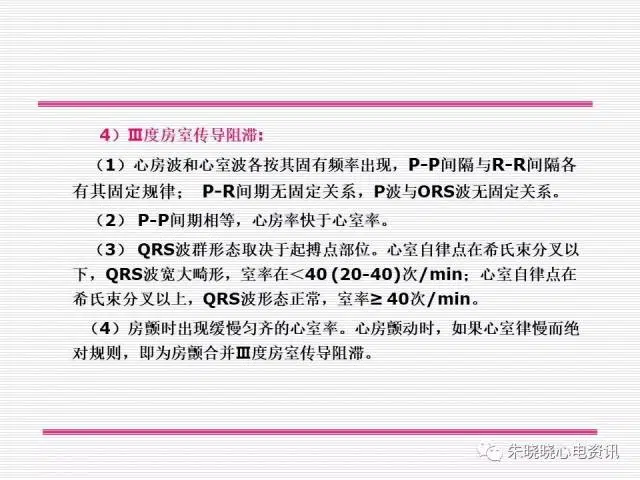 4）Ⅲ度房室传导阻滞:
（1）心房波和心室波各按其固有频率出现，P-P间隔与R-R间隔各
有其固定规律； P-R间期无固定关系，P波与ORS波无固定关系。
（2） P-P间期相等，心房率快于心室率。
（3） QRS波群形态取决于起搏点部位。心室自律点在希氏束分叉以
下，QRS波宽大畸形，室率在＜40 (20-40)次/min；心室自律点在
希氏束分叉以上，QRS波形态正常，室率≥ 40次/min。
（4）房颤时出现缓慢匀齐的心室率。心房颤动时，如果心室律慢而绝
对规则，即为房颤合并Ⅲ度房室传导阻滞。
朱晓晓心电资讯